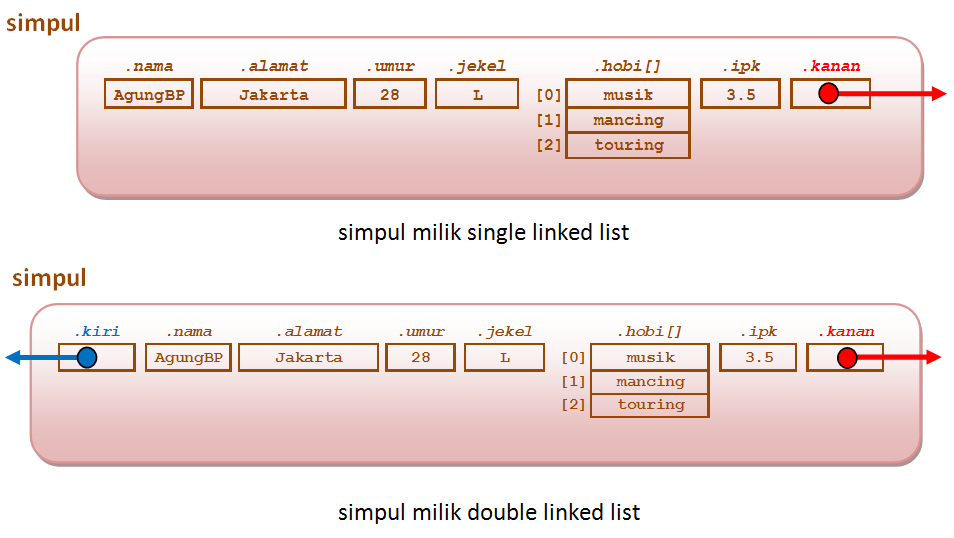 simpul
.nama .alamat .umur .jekel .hobi[] .ipk .kanan
AgungBP Jakarta 28 L [0] musik 3.5
[1] mancing
[2] touring
simpul milik single linked list
simpul
.kiri .nama .alamat .umur .jekel .hobi[] .ipk .kanan
AgungBP Jakarta 28 L [0] musik 3.5
[1] mancing
[2] touring
simpul milik double linked list